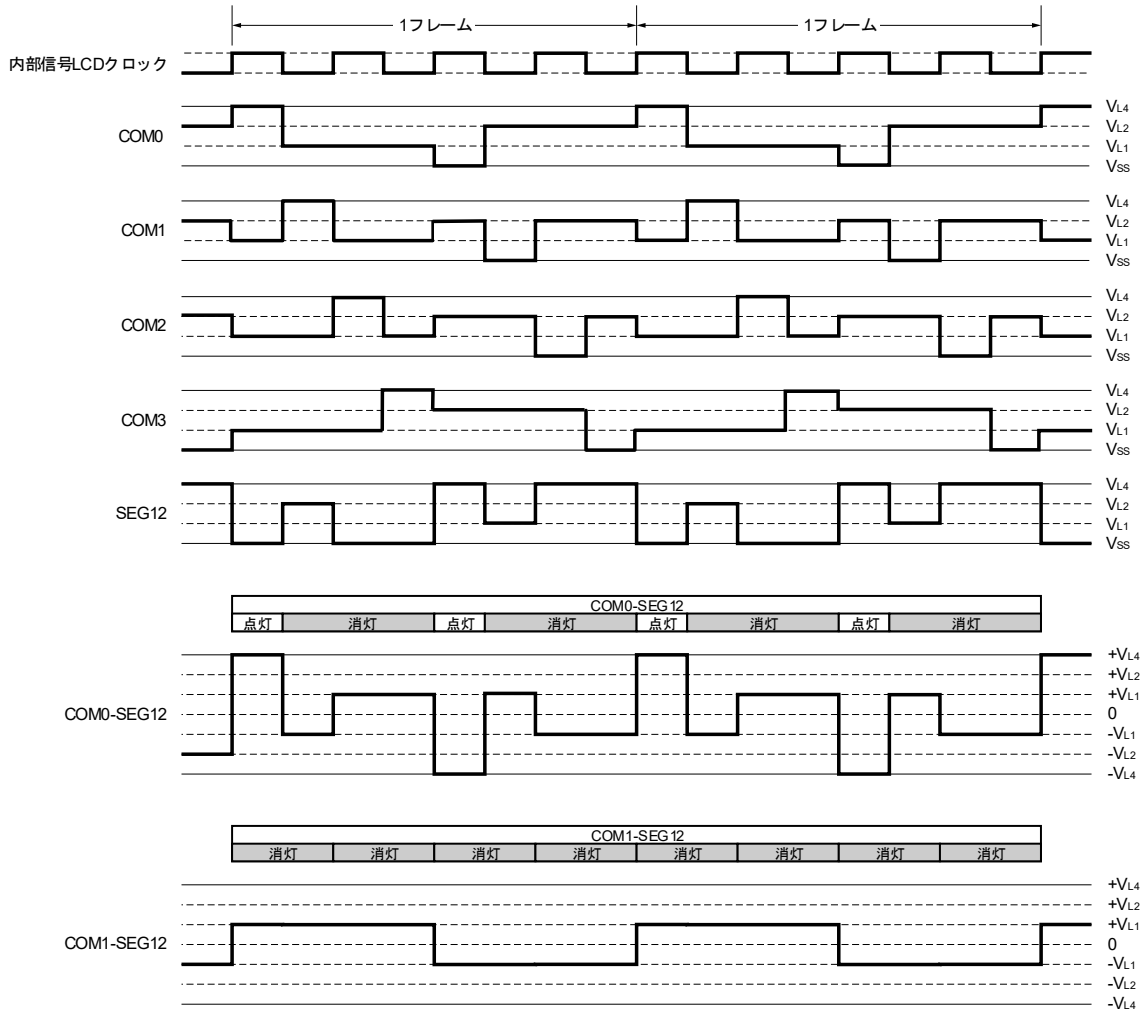 1フレーム 1フレーム
内部信号LCDクロック
COM0
VL4
VL2
VL1
VSS
COM1
VL4
VL2
VL1
VSS
COM2
VL4
VL2
VL1
VSS
COM3
VL4
VL2
VL1
VSS
SEG12
VL4
VL2
VL1
VSS
COM0-SEG12
点灯 消灯 点灯 消灯 点灯 消灯 点灯 消灯
COM0-SEG12
+VL4
+VL2
+VL1
0
-VL1
-VL2
-VL4
COM1-SEG12
消灯 消灯 消灯 消灯 消灯 消灯 消灯 消灯
COM1-SEG12
+VL4
+VL2
+VL1
0
-VL1
-VL2
-VL4